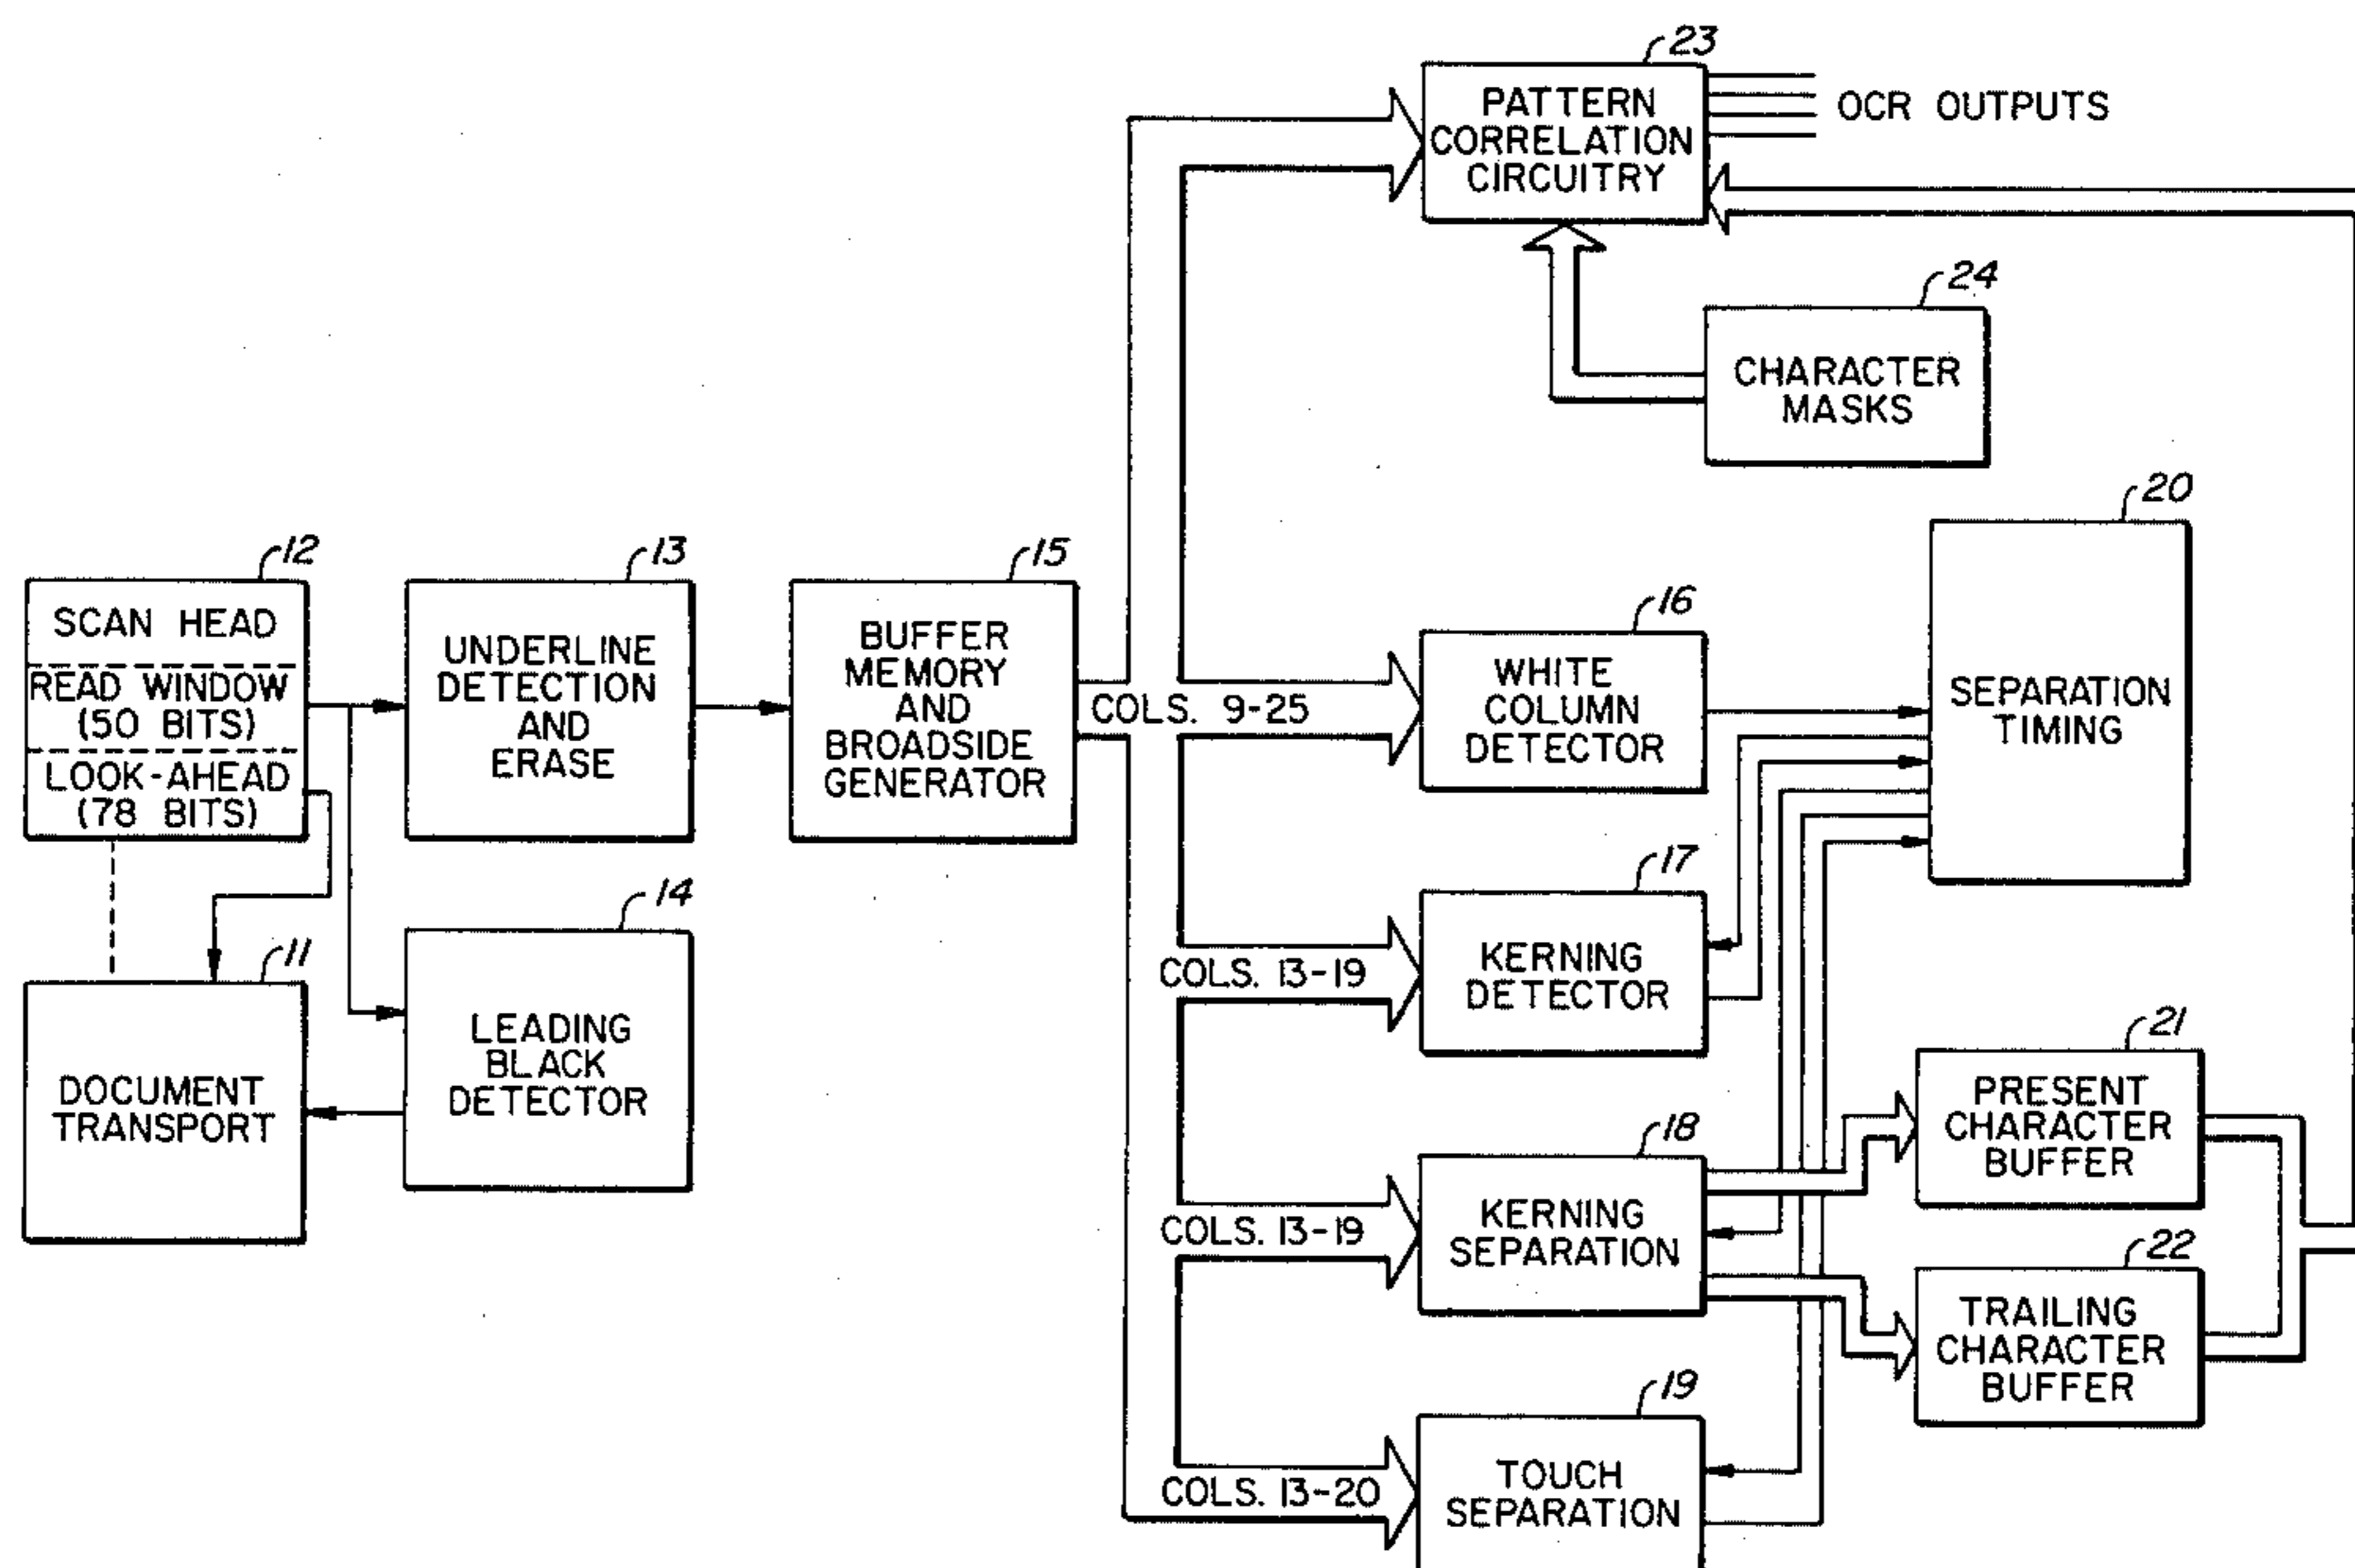 23
PATTERN
CORRELATION
CIRCUITRY
OCR OUTPUTS
24
CHARACTER
MASKS
12
SCAN HEAD
READ WINDOW
(50 BITS)
LOOK-AHEAD
(78 BITS)
13
UNDERLINE
DETECTION
AND
ERASE
15
BUFFER
MEMORY
AND
BROADSIDE
GENERATOR
COLS. 9-25
16
WHITE
COLUMN
DETECTOR
20
SEPARATION
TIMING
11
DOCUMENT
TRANSPORT
14
LEADING
BLACK
DETECTOR
COLS. 13-19
17
KERNING
DETECTOR
COLS. 13-19
18
KERNING
SEPARATION
21
PRESENT
CHARACTER
BUFFER
22
TRAILING
CHARACTER
BUFFER
COLS. 13-20
19
TOUCH
SEPARATION